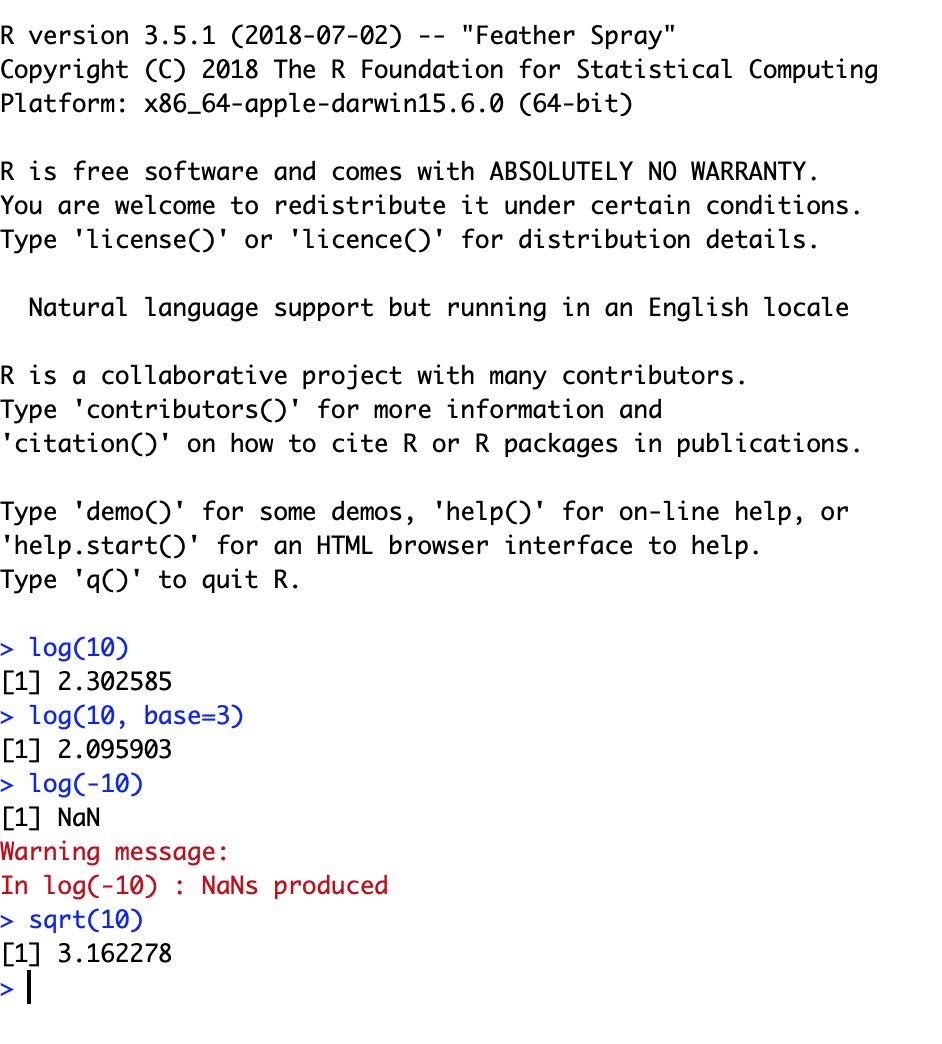 R version 3.5.1 (2018-07-02) -- "Feather Spray"
Copyright (C) 2018 The R Foundation for Statistical Computing
Platform: x86_64-apple-darwin15.6.0 (64-bit)
R is free software and comes with ABSOLUTELY NO WARRANTY.
You are welcome to redistribute it under certain conditions.
Type 'license()' or 'licence()' for distribution details.
Natural language support but running in an English locale
R is a collaborative project with many contributors.
Type 'contributors()' for more information and
'citation()' on how to cite R or R packages in publications.
Type 'demo()' for some demos, 'help()' for on-line help, or
'help.start()' for an HTML browser interface to help.
Type 'q()' to quit R.
> log(10)
[1] 2.302585
> log(10, base=3)
[1] 2.095903
> log(-10)
[1] NaN
Warning message:
In log(-10) : NaNs produced
> sqrt(10)
[1] 3.162278
>